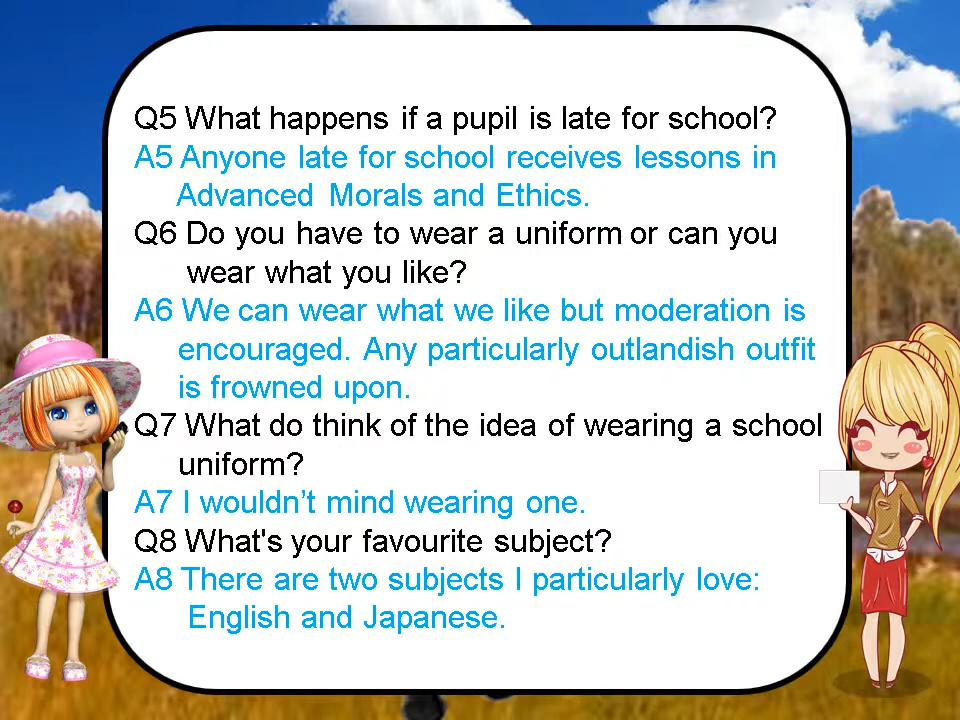 Q5 What happens if a pupil is late for school?
A5 Anyone late for school receives lessons in
Advanced Morals and Ethics.
Q6 Do you have to wear a uniform or can you
wear what you like?
A6 We can wear what we like but moderation is
encouraged. Any particularly outlandish outfit
is frowned upon.
Q7 What do think of the idea of wearing a school
uniform?
A7 I wouldn’t mind wearing one.
Q8 What's your favourite subject?
A8 There are two subjects I particularly love:
English and Japanese.